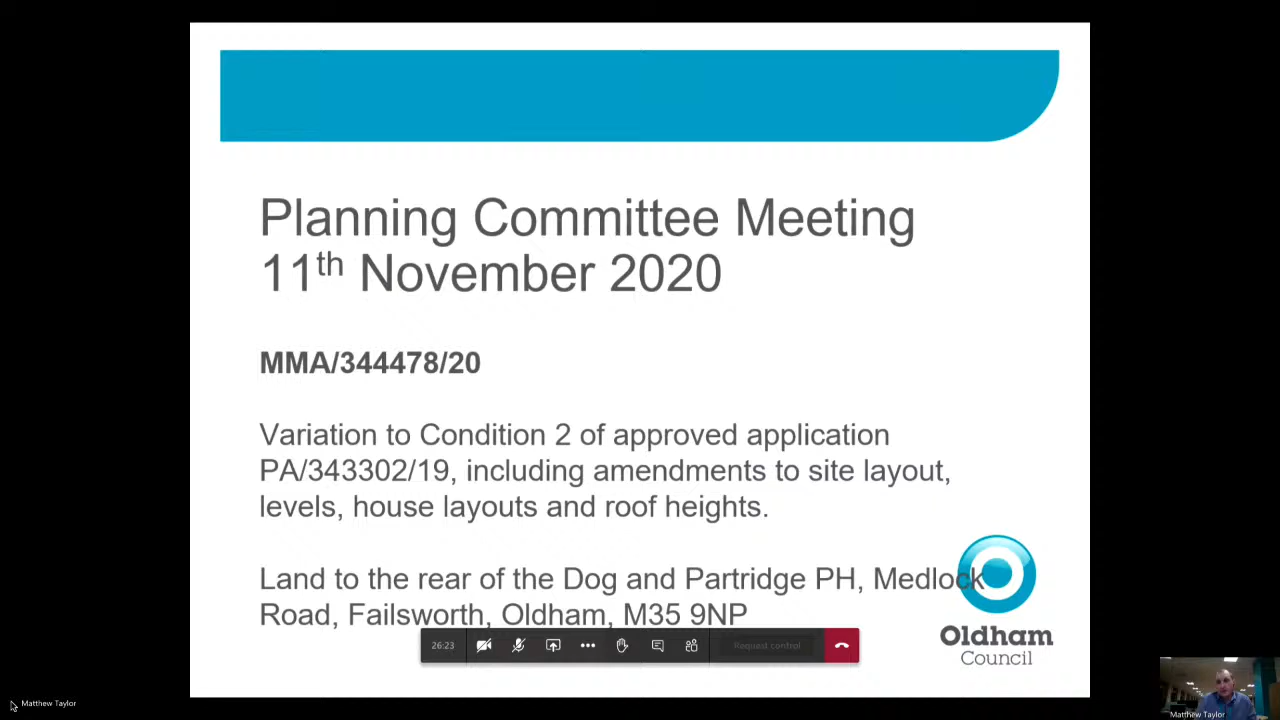 Planning Committee Meeting
11th November 2020
MMA/344478/20
Variation to Condition 2 of approved application
PA/343302/19, including amendments to site layout,
levels, house layouts and roof heights.
Land to the rear of the Dog and Partridge PH, Medlock
Road, Failsworth, Oldham, M35 9NP
Oldham
Council
26:23
Request control
Matthew Taylor
Matthew Taylor